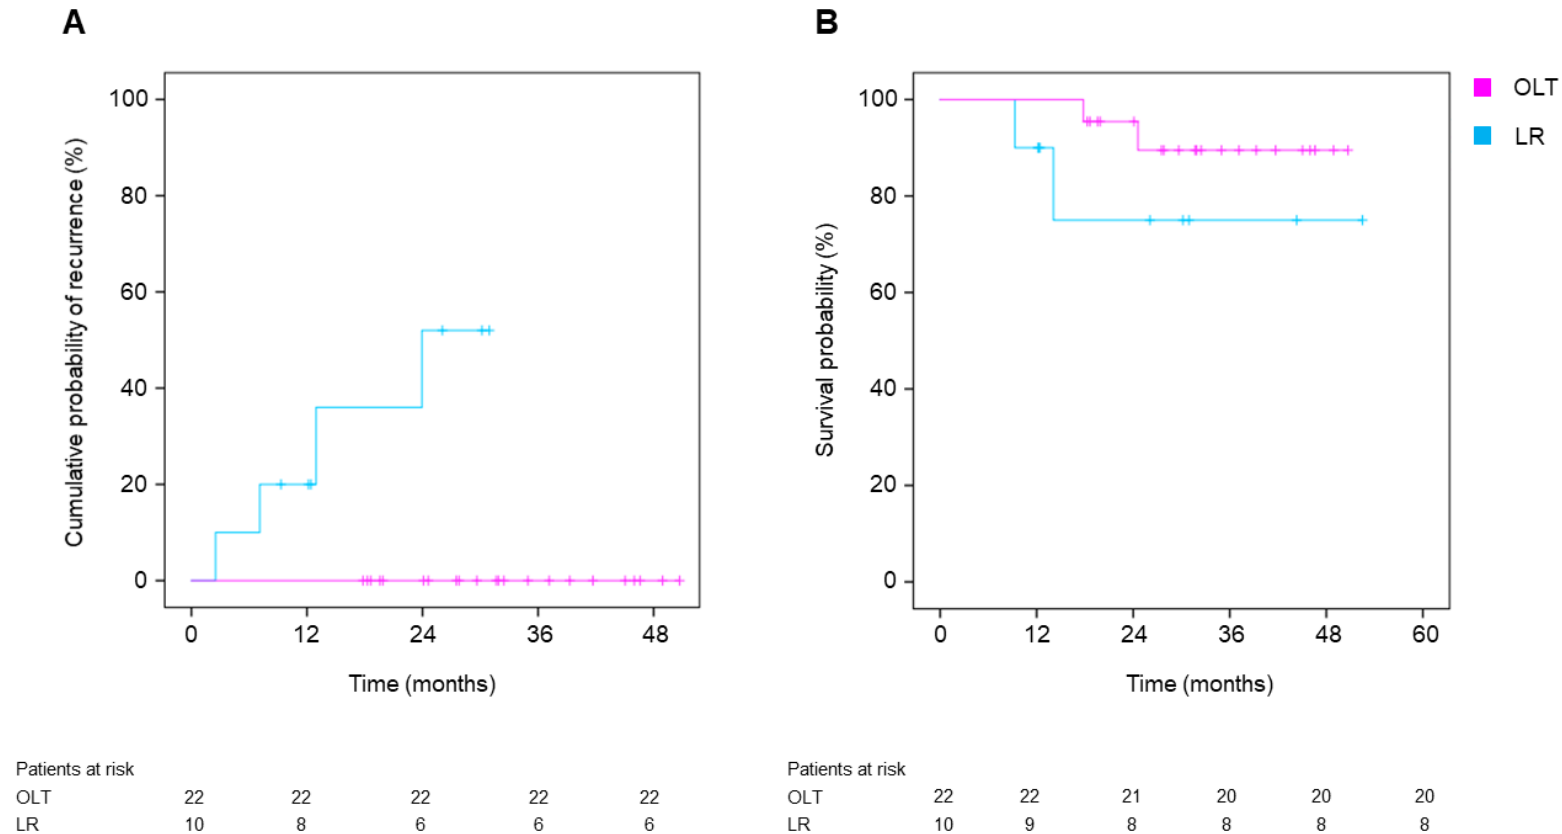 A
Cumulative probability of recurrence (%)
100
80
60
40
20
0
0 12 24 36 48
Time (months)
Patients at risk
OLT 22 22 22 22 22
LR 10 8 6 6 6
B
Survival probability (%)
100
80
60
40
20
0
0 12 24 36 48 60
Time (months)
OLT
LR
Patients at risk
OLT 22 22 21 20 20 20
LR 10 9 8 8 8 8